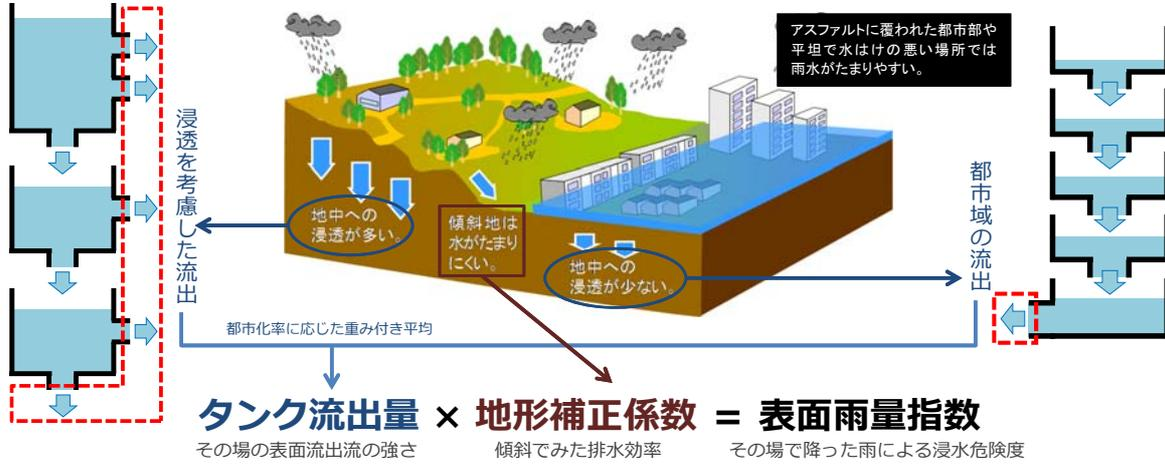 アスファルトに覆われた都市部や
平坦で水はけの悪い場所では
雨水がたまりやすい。
浸透を考慮した流出
地中への
浸透が多い。
傾斜地は
水がたまり
にくい。
地中への
浸透が少ない。
都市域の流出
都市化率に応じた重み付き平均
タンク流出量 × 地形補正係数 = 表面雨量指数
その場の表面流出流の強さ 傾斜でみた排水効率 その場で降った雨による浸水危険度